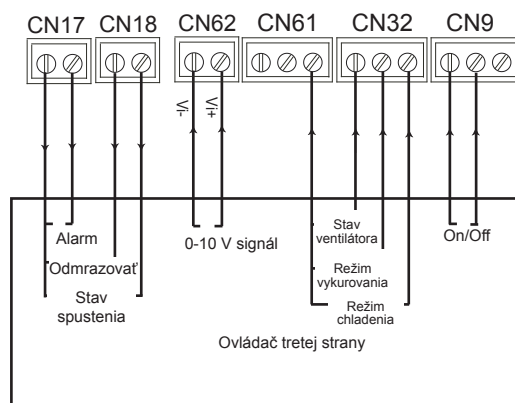 CN17 CN18 CN62 CN61 CN32 CN9
Vi-
Vi+
Alarm
Odmrazovať
Stav
spustenia
0-10 V signál
Stav
ventilátora
Režim
vykurovania
Režim
chladenia
On/Off
Ovládač tretej strany